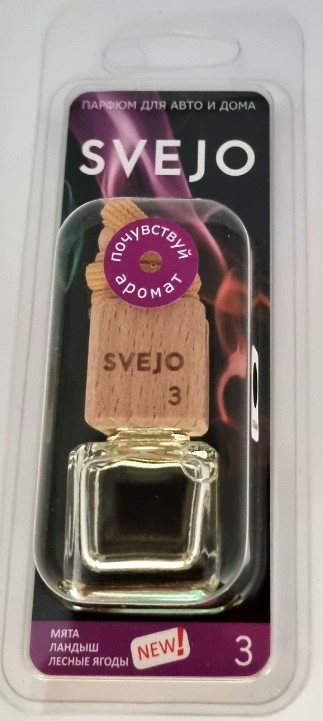 ПАРФЮМ ДЛЯ АВТО И ДОМА
SVEJO
почувствуй
аромат
SVEJO
3
МЯТА
ЛАНДЫШ
ЛЕСНЫЕ ЯГОДЫ
NEW!
3